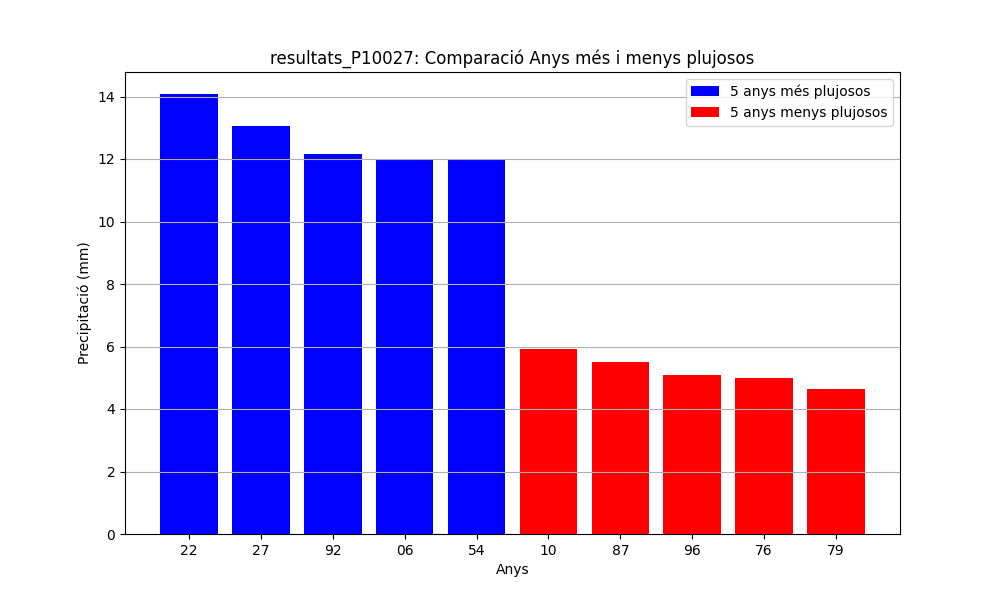 resultats_P10027: Comparació Anys més i menys plujosos
5 anys més plujosos
5 anys menys plujosos
Precipitació (mm)
14
12
10
8
6
4
2
0
22 27 92 06 54 10 87 96 76 79
Anys